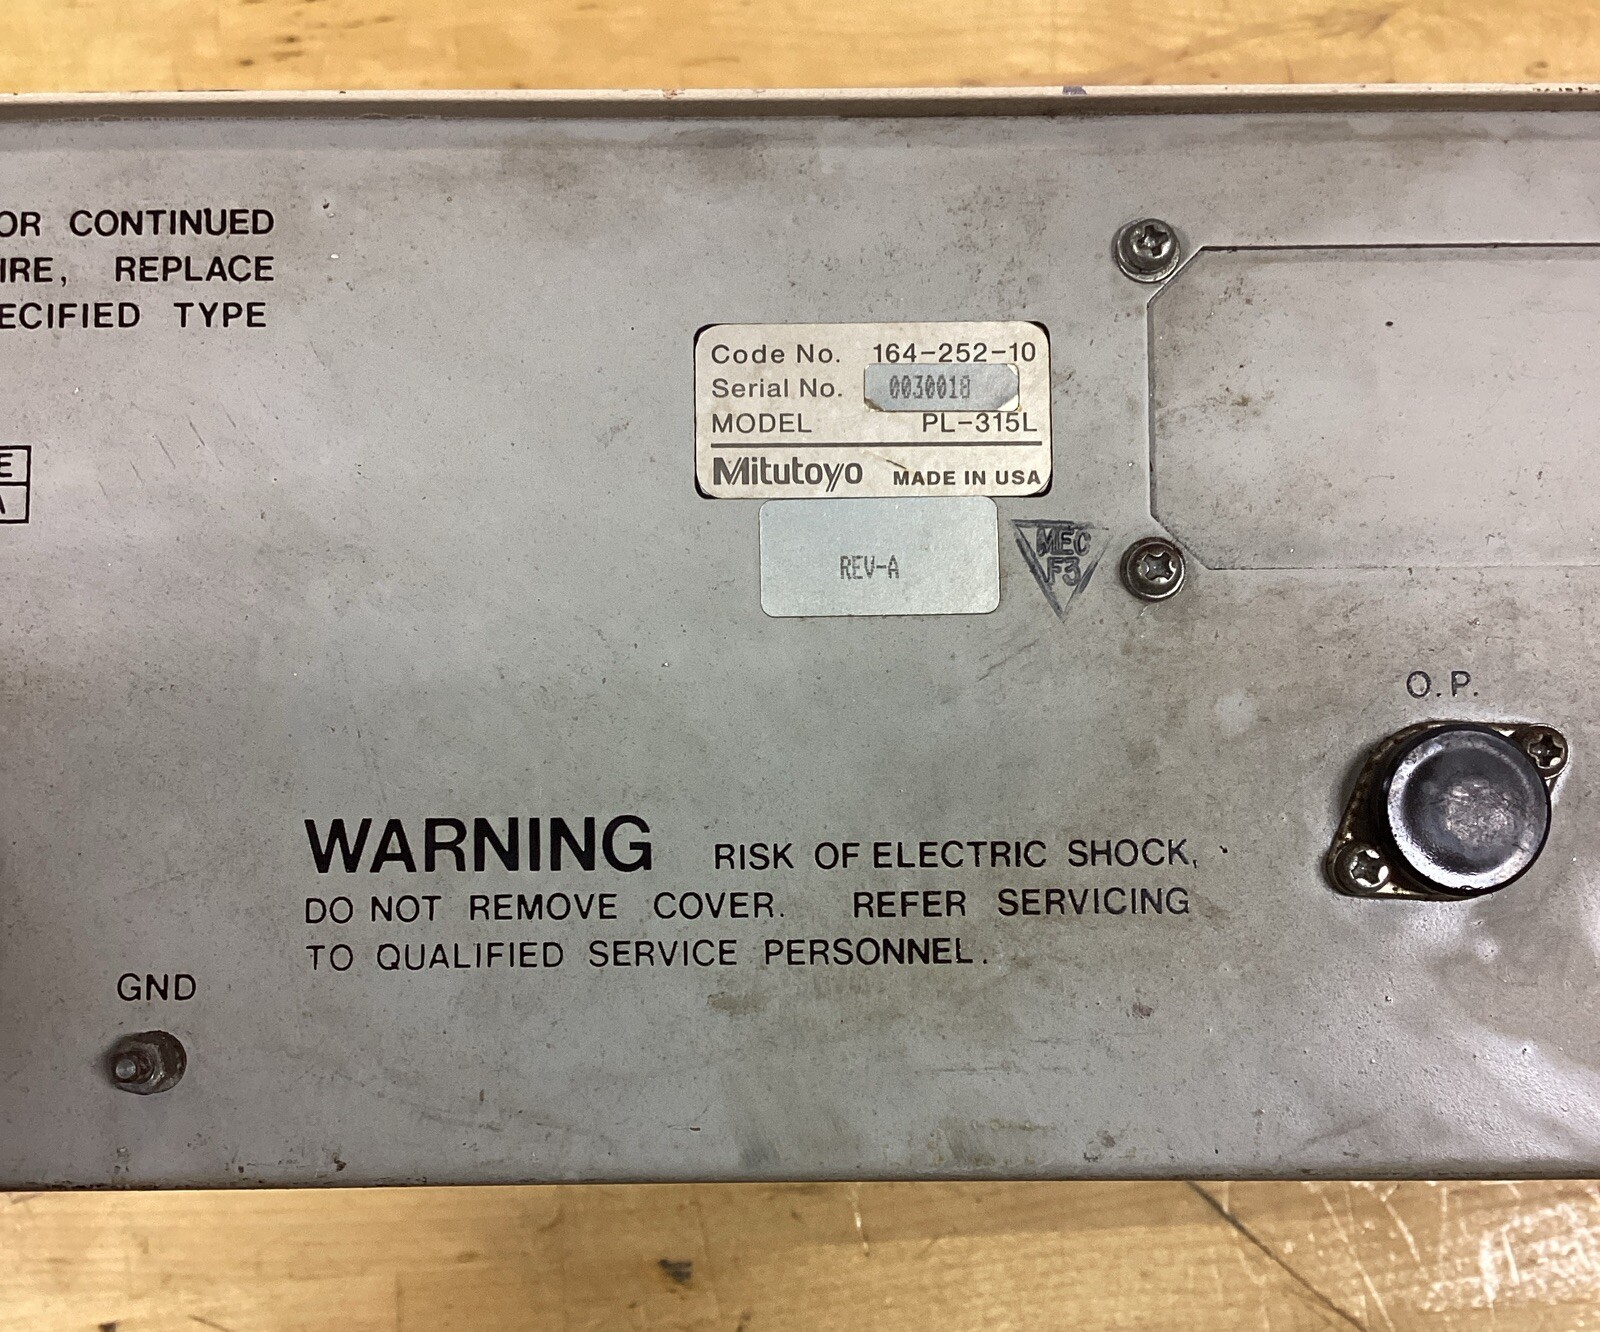 OR CONTINUED
IRE, REPLACE
ECIFIED TYPE
E
A
Code No. 164-252-10
Serial No. 0030018
MODEL PL-315L
Mitutoyo MADE IN USA
REV-A
MEC
F3
O.P.
WARNING RISK OF ELECTRIC SHOCK,
DO NOT REMOVE COVER. REFER SERVICING
TO QUALIFIED SERVICE PERSONNEL.
GND